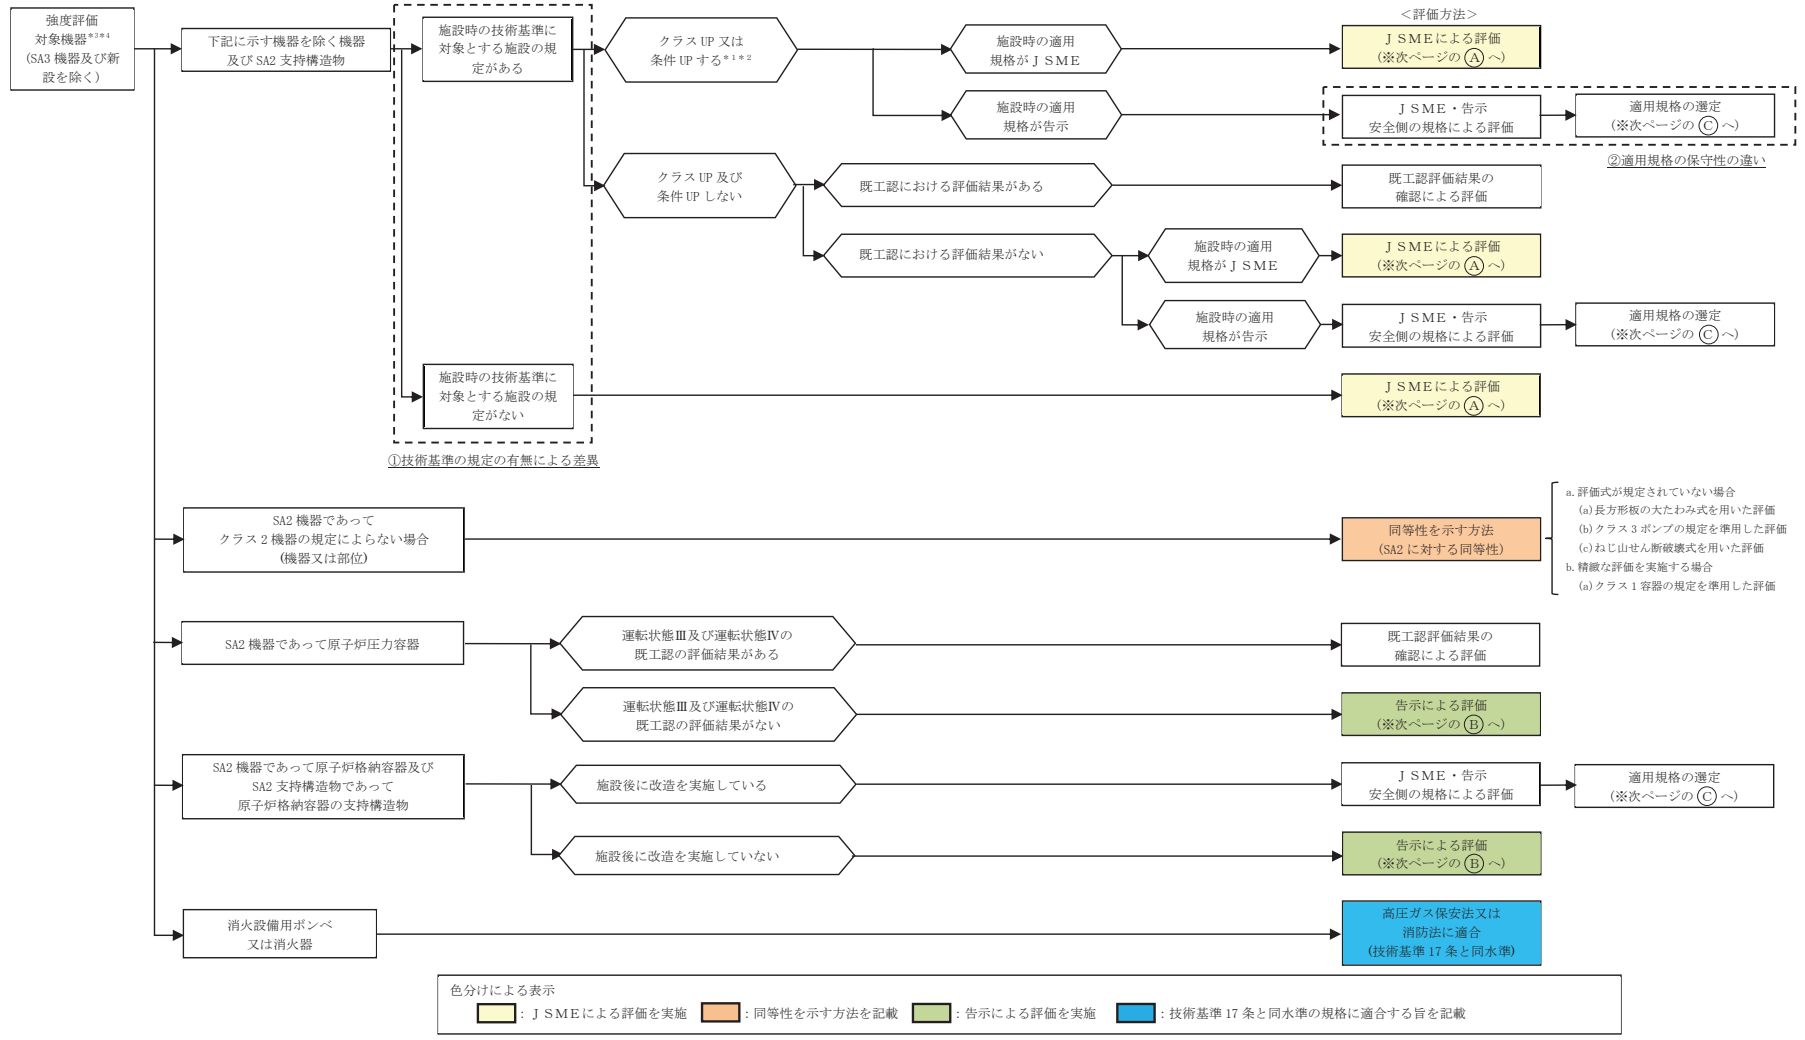 ＜評価方法＞
強度評価
対象機器*3*4
(SA3 機器及び新
設を除く)
下記に示す機器を除く機器
及び SA2 支持構造物
施設時の技術基準に
対象とする施設の規
定がある
クラス UP 又は
条件 UP する*1*2
施設時の適用
規格がＪＳＭＥ
ＪＳＭＥによる評価
(※次ページの Ⓐ へ)
施設時の適用
規格が告示
ＪＳＭＥ・告示
安全側の規格による評価
適用規格の選定
(※次ページの Ⓒ へ)
②適用規格の保守性の違い
クラス UP 及び
条件 UP しない
既工認における評価結果がある
既工認評価結果の
確認による評価
既工認における評価結果がない
施設時の適用
規格がＪＳＭＥ
ＪＳＭＥによる評価
(※次ページの Ⓐ へ)
施設時の適用
規格が告示
ＪＳＭＥ・告示
安全側の規格による評価
適用規格の選定
(※次ページの Ⓒ へ)
施設時の技術基準に
対象とする施設の規
定がない
ＪＳＭＥによる評価
(※次ページの Ⓐ へ)
①技術基準の規定の有無による差異
SA2 機器であって
クラス 2 機器の規定によらない場合
(機器又は部位)
同等性を示す方法
(SA2 に対する同等性)
a. 評価式が規定されていない場合
(a)長方形板の大たわみ式を用いた評価
(b)クラス 3 ポンプの規定を準用した評価
(c)ねじ山せん断破壊式を用いた評価
b. 精緻な評価を実施する場合
(a)クラス 1 容器の規定を準用した評価
SA2 機器であって原子炉圧力容器
運転状態Ⅲ及び運転状態Ⅳの
既工認の評価結果がある
既工認評価結果の
確認による評価
運転状態Ⅲ及び運転状態Ⅳの
既工認の評価結果がない
告示による評価
(※次ページの Ⓑ へ)
SA2 機器であって原子炉格納容器及び
SA2 支持構造物であって
原子炉格納容器の支持構造物
施設後に改造を実施している
ＪＳＭＥ・告示
安全側の規格による評価
適用規格の選定
(※次ページの Ⓒ へ)
施設後に改造を実施していない
告示による評価
(※次ページの Ⓑ へ)
消火設備用ボンベ
又は消火器
高圧ガス保安法又は
消防法に適合
(技術基準 17 条と同水準)
色分けによる表示
：ＪＳＭＥによる評価を実施 ：同等性を示す方法を記載 ：告示による評価を実施 ：技術基準 17 条と同水準の規格に適合する旨を記載